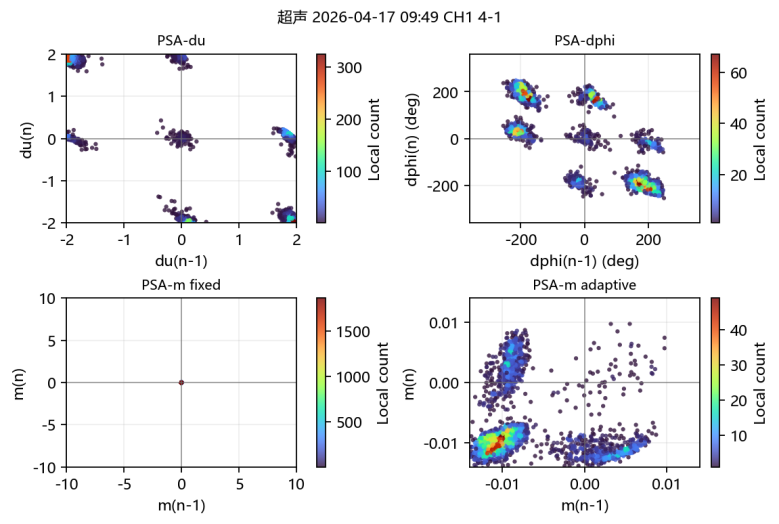 超声 2026-04-17 09:49 CH1 4-1
PSA-du
du(n)
2
1
0
-1
-2
-2 -1 0 1 2
du(n-1)
300
200
100
Local count
PSA-dphi
dphi(n) (deg)
200
0
-200
-200 0 200
dphi(n-1) (deg)
60
40
20
Local count
PSA-m fixed
m(n)
10
5
0
-5
-10
-10 -5 0 5 10
m(n-1)
1500
1000
500
Local count
PSA-m adaptive
m(n)
0.01
0.00
-0.01
-0.01 0.00 0.01
m(n-1)
40
30
20
10
Local count